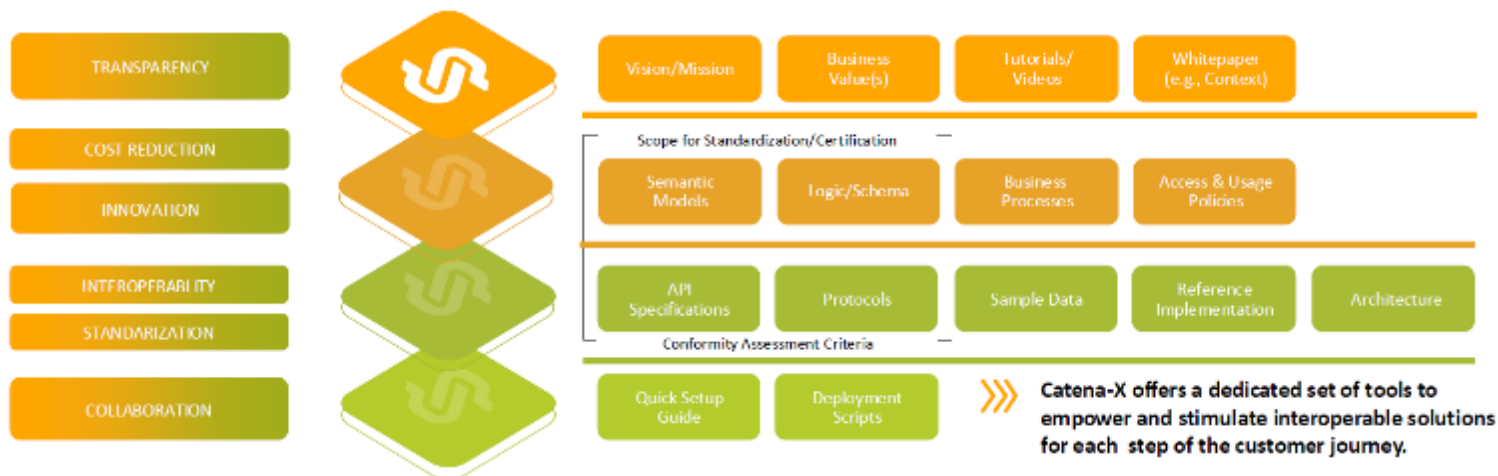 TRANSPARENCY
Vision/Mission
Business
Value(s)
Tutorials/
Videos
Whitepaper
(e.g., Context)
COST REDUCTION
INNOVATION
Scope for Standardization/Certification
Semantic
Models
Logic/Schema
Business
Processes
Access & Usage
Policies
INTEROPERABLITY
STANDARIZATION
API
Specifications
Protocols
Sample Data
Reference
Implementation
Architecture
Conformity Assessment Criteria
COLLABORATION
Quick Setup
Guide
Deployment
Scripts
Catena-X offers a dedicated set of tools to
empower and stimulate interoperable solutions
for each step of the customer journey.